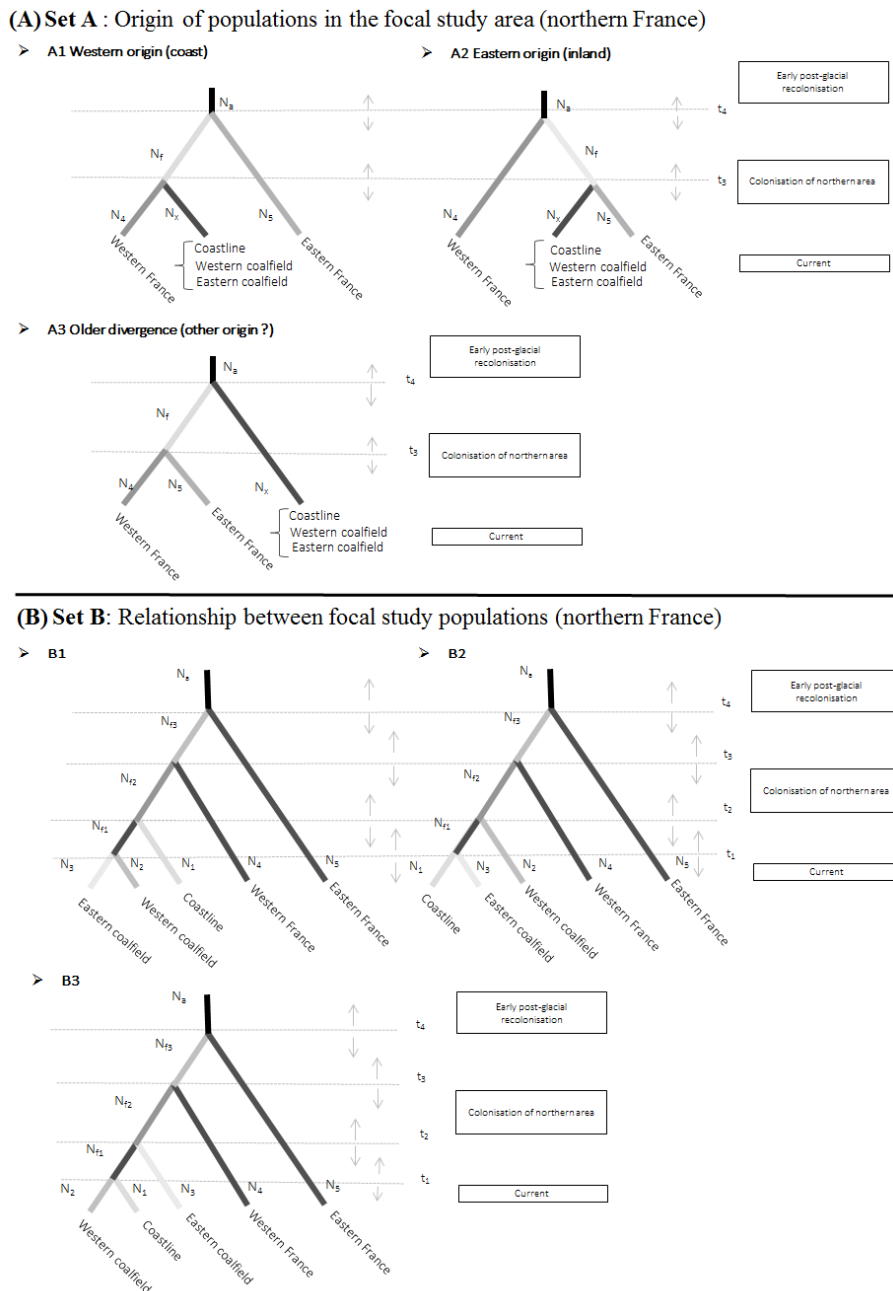 (A) Set A : Origin of populations in the focal study area (northern France)
➢ A1 Western origin (coast)
➢ A2 Eastern origin (inland)
Na
Nf
N4
Nx
N5
Western France
Coastline
Western coalfield
Eastern coalfield
Eastern France
Na
Nf
N4
Nx
N5
Western France
Coastline
Western coalfield
Eastern coalfield
Eastern France
t4
t3
Early post-glacial
recolonisation
Colonisation of northern area
Current
➢ A3 Older divergence (other origin ?)
Na
Nf
N4
N5
Nx
Western France
Eastern France
Coastline
Western coalfield
Eastern coalfield
t4
t3
Early post-glacial
recolonisation
Colonisation of northern area
Current
(B) Set B: Relationship between focal study populations (northern France)
➢ B1
➢ B2
Na
Nf3
Nf2
Nf1
N3
N2
N1
N4
N5
Eastern coalfield
Western coalfield
Coastline
Western France
Eastern France
Na
Nf3
Nf2
Nf1
N1
N3
N2
N4
N5
Coastline
Eastern coalfield
Western coalfield
Western France
Eastern France
t4
t3
t2
t1
Early post-glacial
recolonisation
Colonisation of northern area
Current
➢ B3
Na
Nf3
Nf2
Nf1
N2
N1
N3
N4
N5
Western coalfield
Coastline
Eastern coalfield
Western France
Eastern France
t4
t3
t2
t1
Early post-glacial
recolonisation
Colonisation of northern area
Current